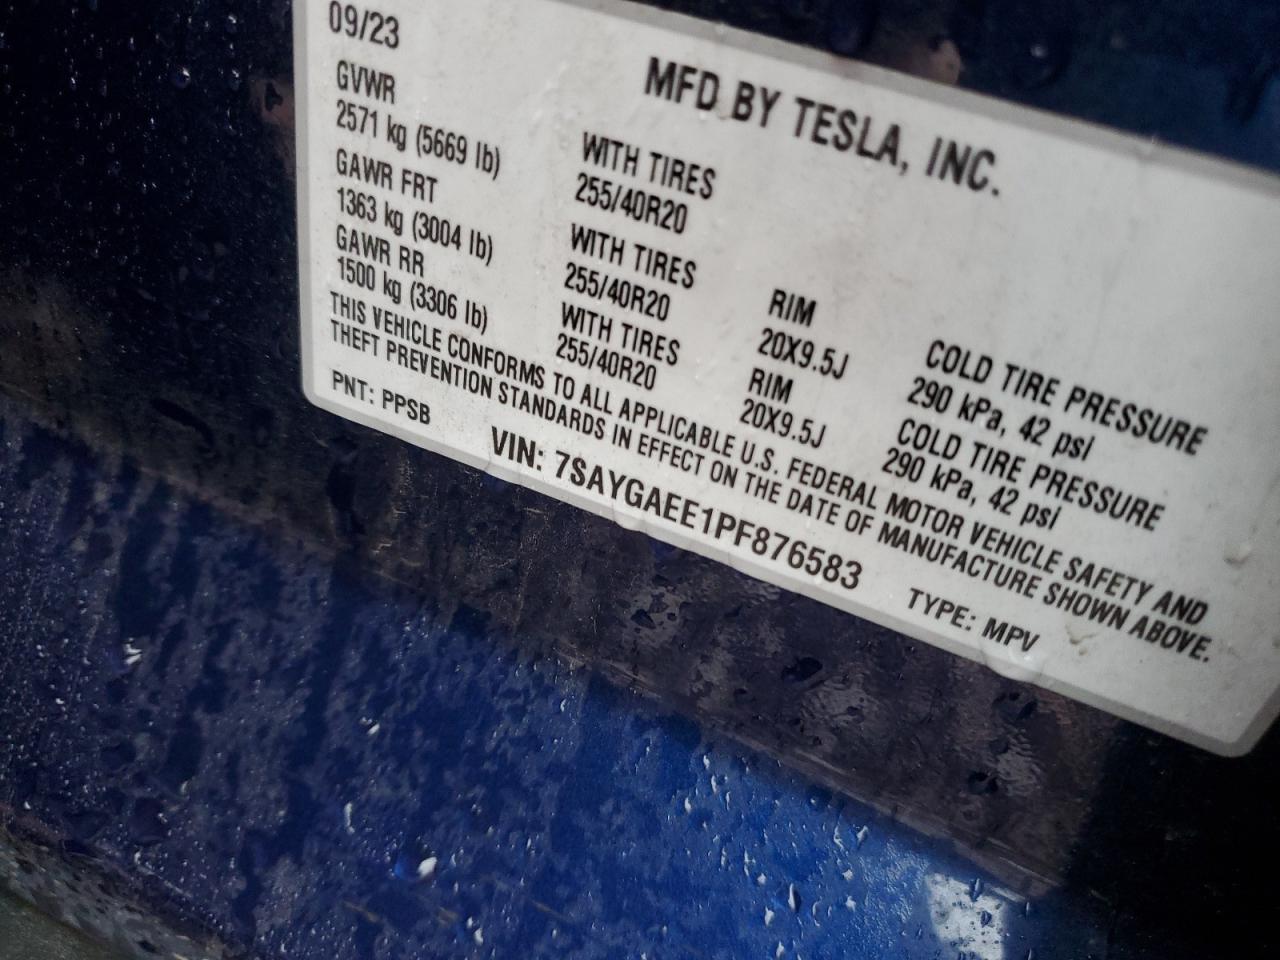 09/23
MFD BY TESLA, INC.
GVWR
2571 kg (5669 lb)
WITH TIRES
255/40R20
GAWR FRT
1363 kg (3004 lb)
WITH TIRES
255/40R20
RIM
20X9.5J
COLD TIRE PRESSURE
290 kPa, 42 psi
GAWR RR
1500 kg (3306 lb)
WITH TIRES
255/40R20
RIM
20X9.5J
COLD TIRE PRESSURE
290 kPa, 42 psi
THIS VEHICLE CONFORMS TO ALL APPLICABLE U.S. FEDERAL MOTOR VEHICLE SAFETY AND
THEFT PREVENTION STANDARDS IN EFFECT ON THE DATE OF MANUFACTURE SHOWN ABOVE.
PNT: PPSB
VIN: 7SAYGAEE1PF876583
TYPE: MPV